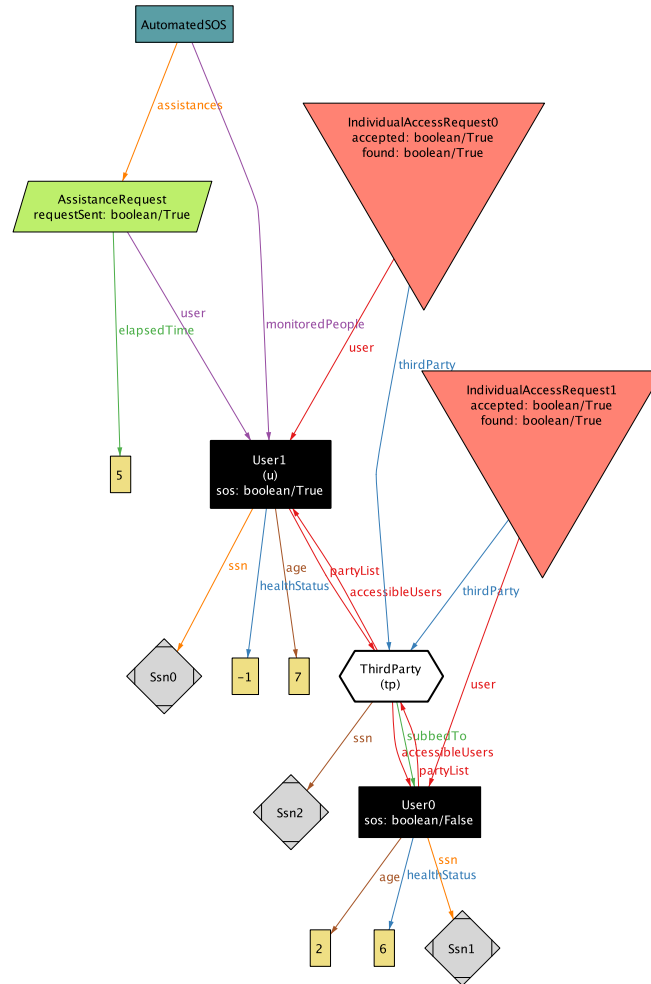 AutomatedSOS
assistances
IndividualAccessRequest0
accepted: boolean/True
found: boolean/True
AssistanceRequest
requestSent: boolean/True
user
elapsedTime
monitoredPeople
user
thirdParty
IndividualAccessRequest1
accepted: boolean/True
found: boolean/True
5
User1
(u)
sos: boolean/True
ssn
healthStatus
age
partyList
accessibleUsers
thirdParty
Ssn0
-1
7
ThirdParty
(tp)
user
ssn
subbedTo
accessibleUsers
partyList
Ssn2
User0
sos: boolean/False
age
healthStatus
ssn
2
6
Ssn1